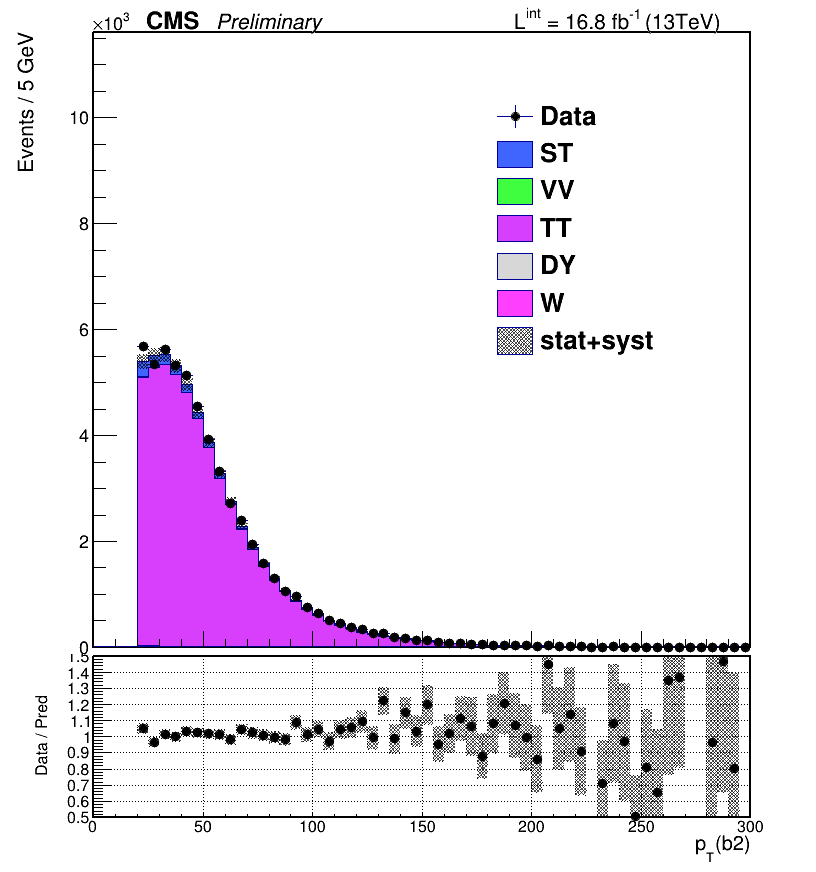 ×10³ CMS Preliminary L^int = 16.8 fb⁻¹ (13TeV)
Events / 5 GeV
10
8
6
4
2
0
Data
ST
VV
TT
DY
W
stat+syst
Data / Pred
1.5
1.4
1.3
1.2
1.1
1
0.9
0.8
0.7
0.6
0.5
0 50 100 150 200 250 300
p_T(b2)